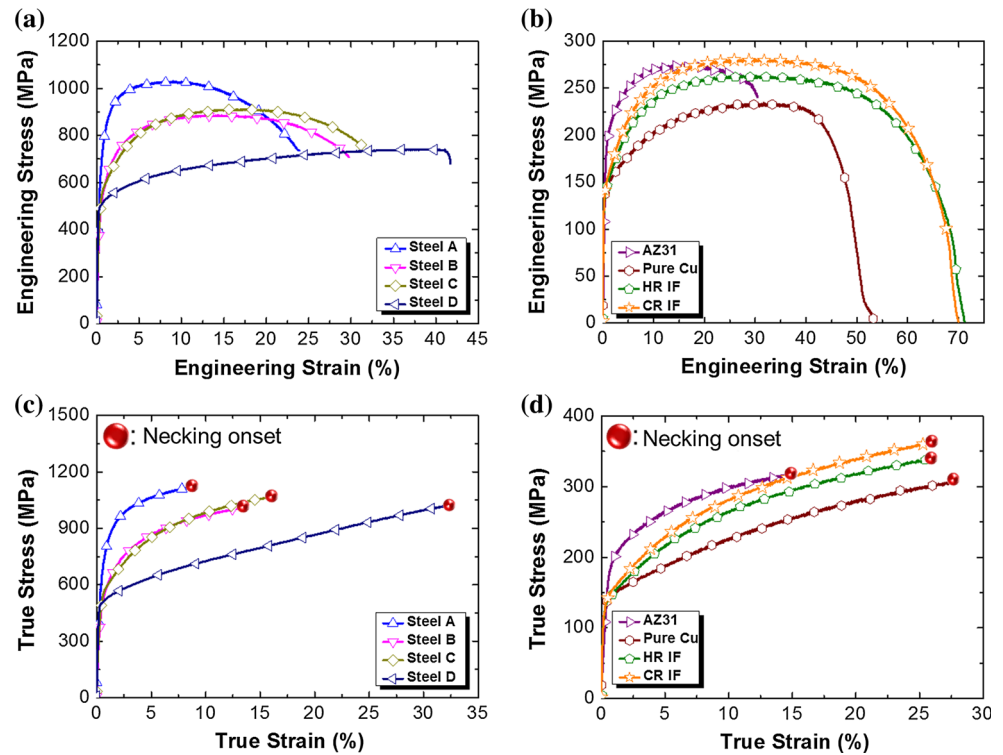 (a)
1200
1000
800
600
400
200
0
Engineering Stress (MPa)
0 5 10 15 20 25 30 35 40 45
Engineering Strain (%)
Steel A
Steel B
Steel C
Steel D
(b)
300
250
200
150
100
50
0
Engineering Stress (MPa)
0 10 20 30 40 50 60 70
Engineering Strain (%)
AZ31
Pure Cu
HR IF
CR IF
(c)
1500
1200
900
600
300
0
True Stress (MPa)
: Necking onset
0 5 10 15 20 25 30 35
True Strain (%)
Steel A
Steel B
Steel C
Steel D
(d)
400
300
200
100
0
True Stress (MPa)
: Necking onset
0 5 10 15 20 25 30
True Strain (%)
AZ31
Pure Cu
HR IF
CR IF